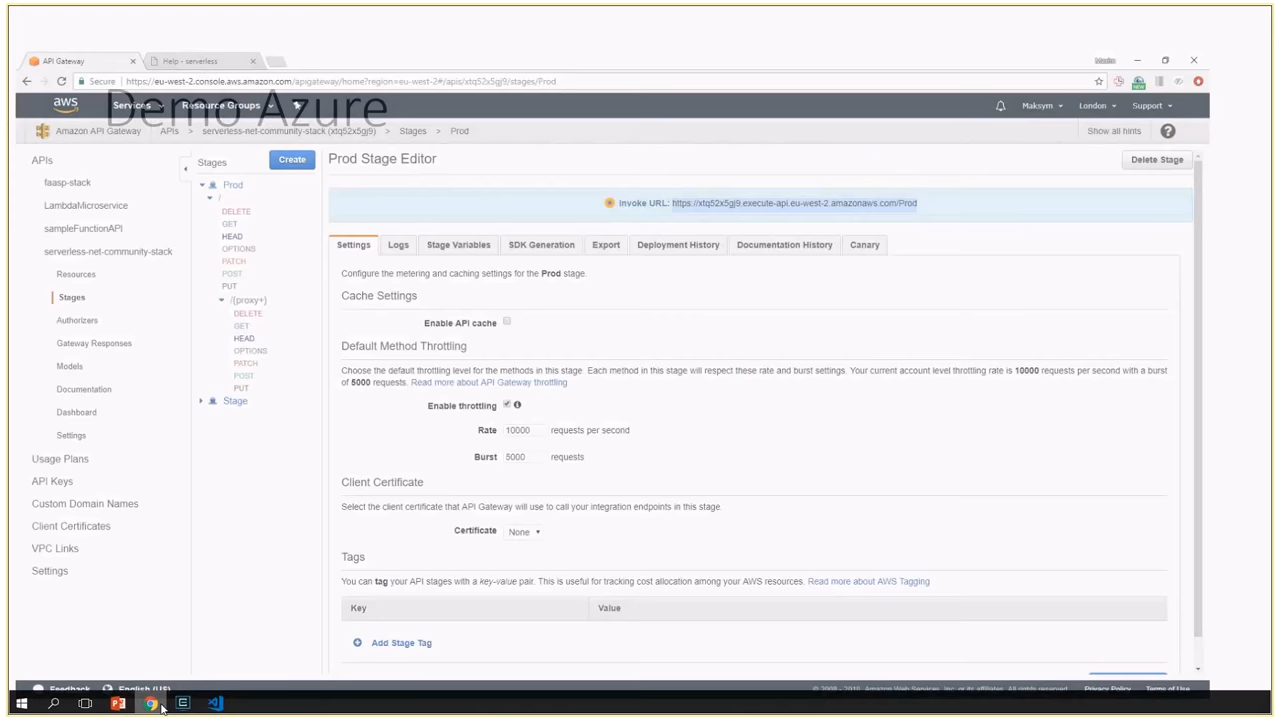 API Gateway
Help - serverless
Secure
https://eu-west-2.console.aws.amazon.com/apigateway/home?region=eu-west-2#/apis/xtq52x5gj9/stages/Prod
NEW
Demo Azure
aws
Services
Resource Groups
Maksym
London
Support
Amazon API Gateway
APIs
serverless-net-community-stack (xtq52x5gj9)
Stages
Prod
Show all hints
APIs
faasp-stack
LambdaMicroservice
sampleFunctionAPI
serverless-net-community-stack
Resources
Stages
Authorizers
Gateway Responses
Models
Documentation
Dashboard
Settings
Usage Plans
API Keys
Custom Domain Names
Client Certificates
VPC Links
Settings
Stages
Create
Prod
/
DELETE
GET
HEAD
OPTIONS
PATCH
POST
PUT
/{proxy+}
DELETE
GET
HEAD
OPTIONS
PATCH
POST
PUT
Stage
Prod Stage Editor
Delete Stage
Invoke URL: https://xtq52x5gj9.execute-api.eu-west-2.amazonaws.com/Prod
Settings
Logs
Stage Variables
SDK Generation
Export
Deployment History
Documentation History
Canary
Configure the metering and caching settings for the Prod stage.
Cache Settings
Enable API cache
Default Method Throttling
Choose the default throttling level for the methods in this stage. Each method in this stage will respect these rate and burst settings. Your current account level throttling rate is 10000 requests per second with a burst
of 5000 requests. Read more about API Gateway throttling
Enable throttling
Rate 10000 requests per second
Burst 5000 requests
Client Certificate
Select the client certificate that API Gateway will use to call your integration endpoints in this stage.
Certificate None
Tags
You can tag your API stages with a key-value pair. This is useful for tracking cost allocation among your AWS resources. Read more about AWS Tagging
Key
Value
Add Stage Tag
Feedback
English (US)
Privacy Policy
Terms of Use